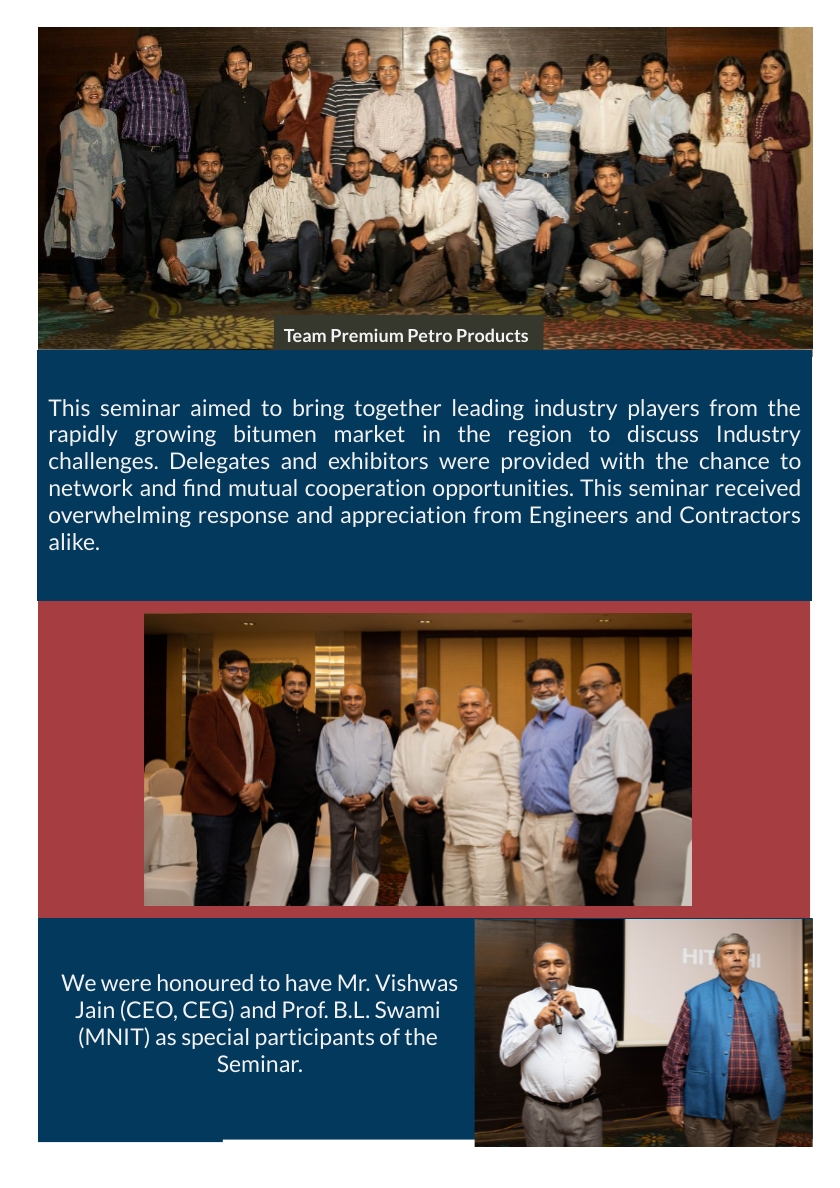 Team Premium Petro Products
This seminar aimed to bring together leading industry players from the
rapidly growing bitumen market in the region to discuss Industry
challenges. Delegates and exhibitors were provided with the chance to
network and find mutual cooperation opportunities. This seminar received
overwhelming response and appreciation from Engineers and Contractors
alike.
We were honoured to have Mr. Vishwas
Jain (CEO, CEG) and Prof. B.L. Swami
(MNIT) as special participants of the
Seminar.